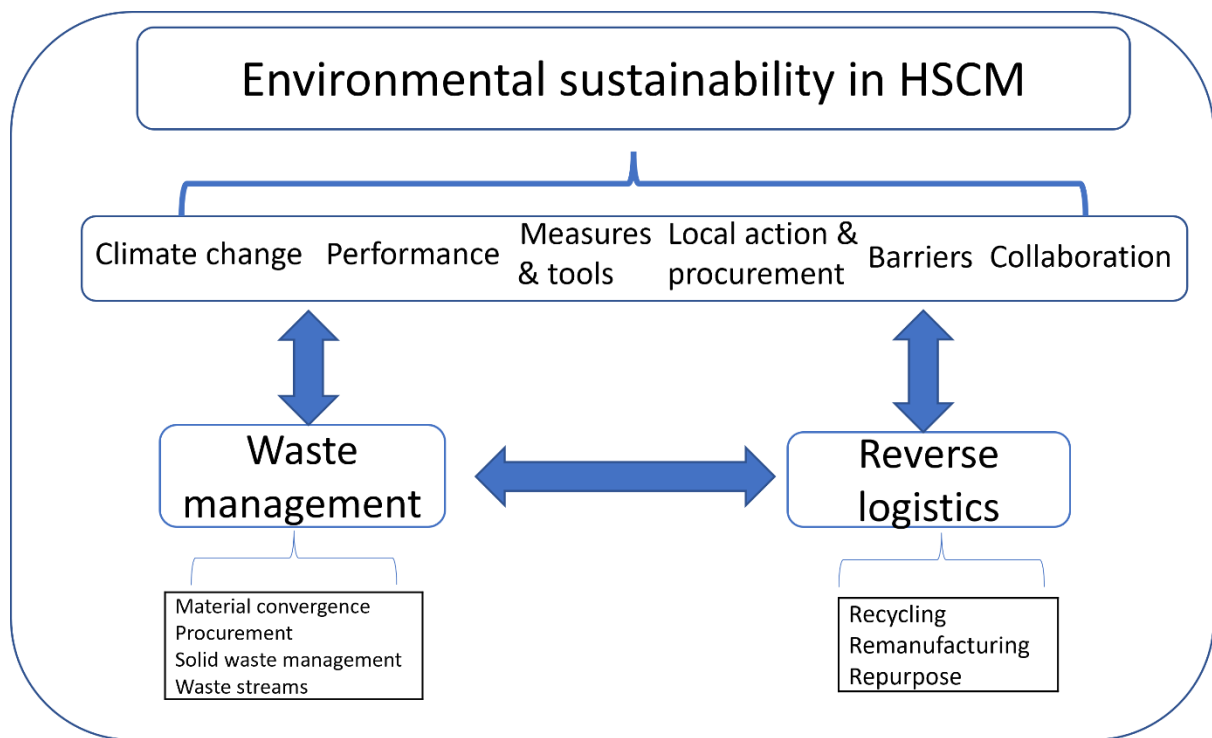 Environmental sustainability in HSCM
Climate change
Performance
Measures
& tools
Local action &
procurement
Barriers
Collaboration
Waste
management
Reverse
logistics
Material convergence
Procurement
Solid waste management
Waste streams
Recycling
Remanufacturing
Repurpose